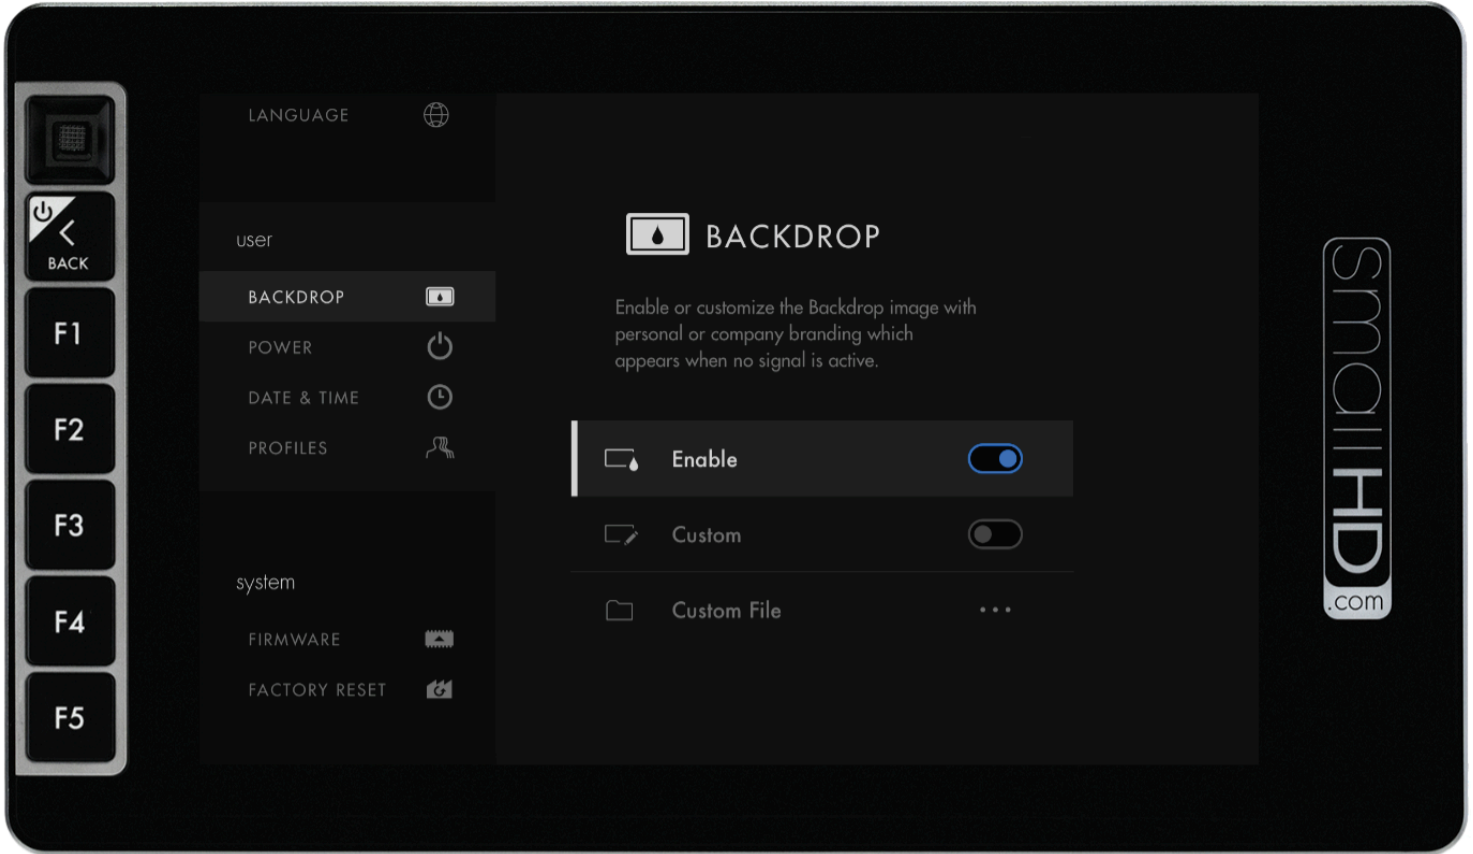 BACK
F1
F2
F3
F4
F5
LANGUAGE
user
BACKDROP
POWER
DATE & TIME
PROFILES
system
FIRMWARE
FACTORY RESET
BACKDROP
Enable or customize the Backdrop image with
personal or company branding which
appears when no signal is active.
Enable
Custom
Custom File
smallHD
.com